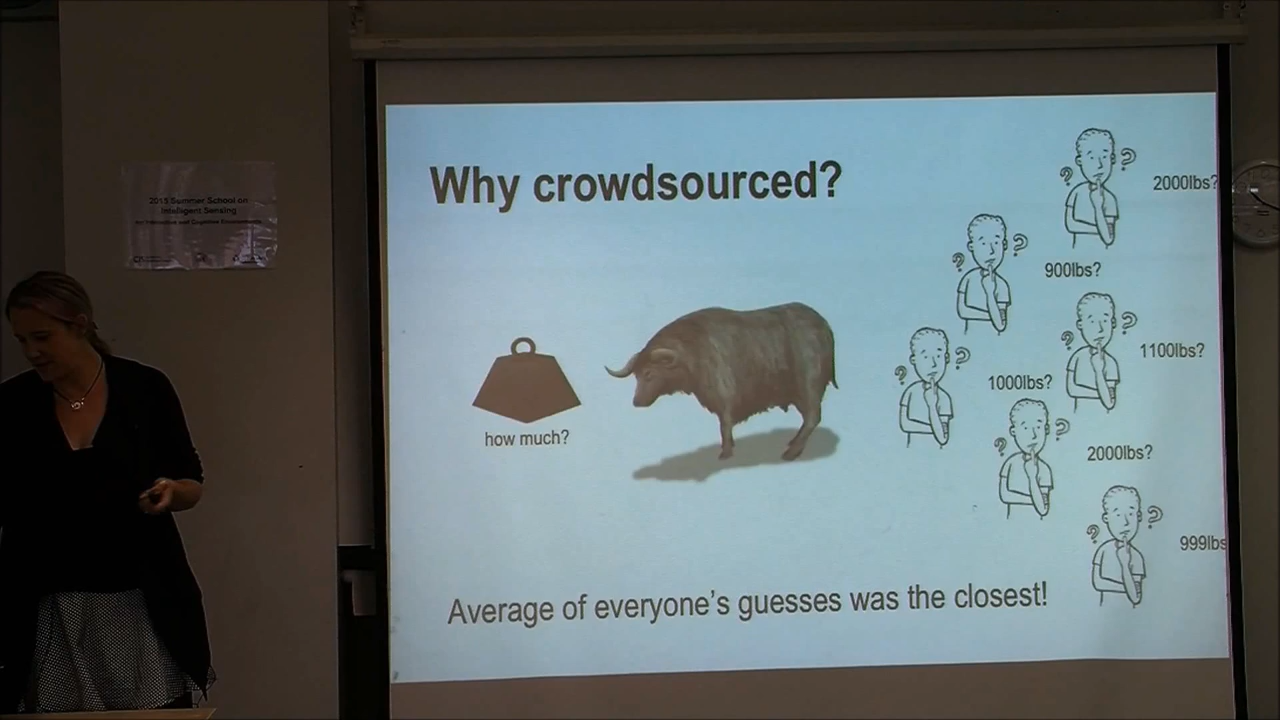 Why crowdsourced?
2000lbs?
900lbs?
1100lbs?
1000lbs?
how much?
2000lbs?
999lbs
Average of everyone's guesses was the closest!
2015 Summer School on
Intelligent Sensing